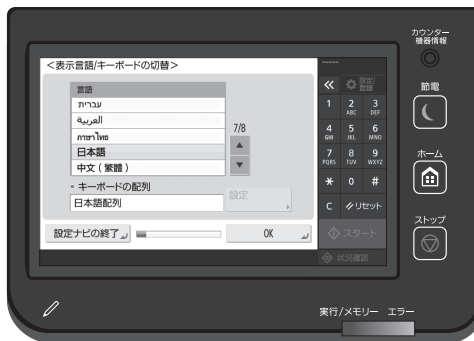 カウンター
機器情報
<表示言語/キーボードの切替>
言語
עברית
العربية
ภาษาไทย
日本語
中文(繁體)
7/8
▪ キーボードの配列
日本語配列
設定
設定ナビの終了
OK
設定/
登録
1
2
ABC
3
DEF
4
GHI
5
JKL
6
MNO
7
PQRS
8
TUV
9
WXYZ
*
0
#
C
リセット
スタート
状況確認
節電
ホーム
ストップ
実行/メモリー エラー